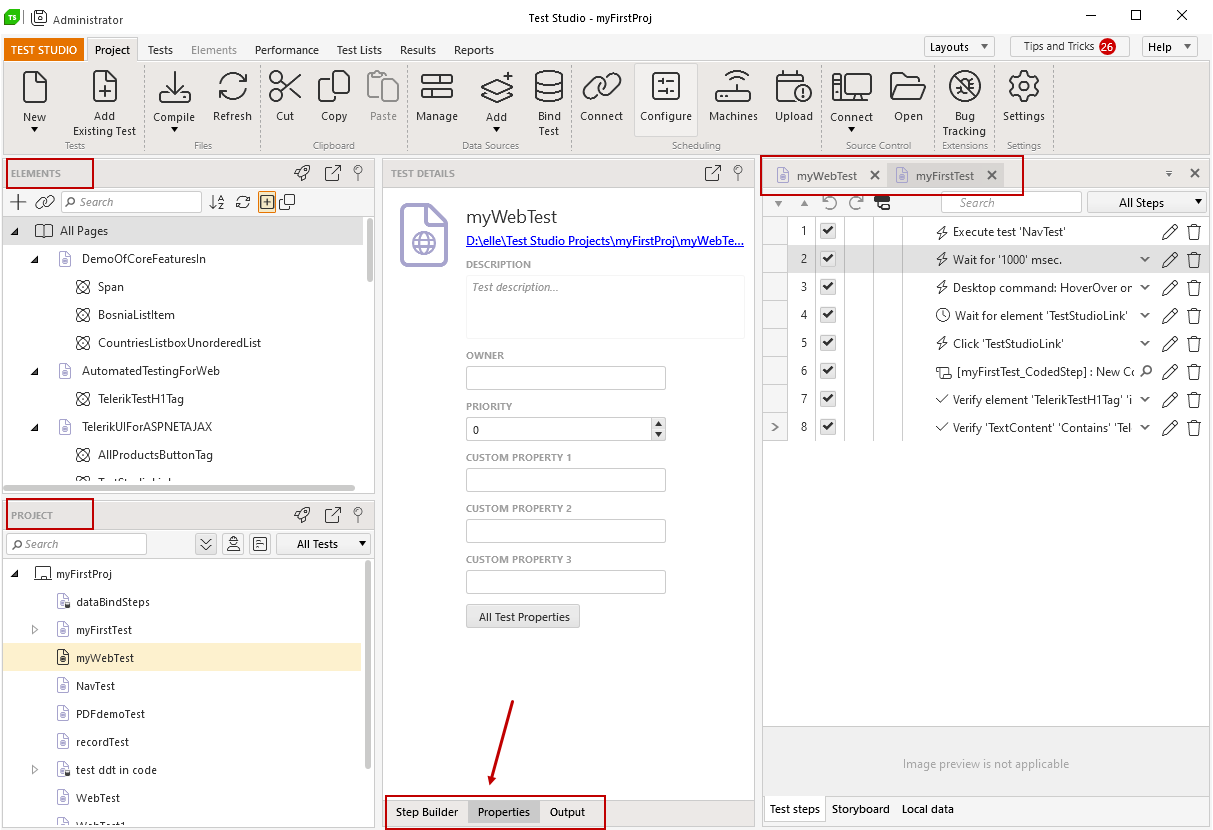 TS Administrator
Test Studio - myFirstProj
TEST STUDIO Project Tests Elements Performance Test Lists Results Reports
Layouts Tips and Tricks 26 Help
New Add Existing Test Compile Refresh Cut Copy Paste Manage Add Bind Test Connect Configure Machines Upload Connect Open Bug Tracking Settings
Tests Files Clipboard Data Sources Scheduling Source Control Extensions Settings
ELEMENTS
Search
All Pages
DemoOfCoreFeaturesIn
Span
BosniaListItem
CountriesListboxUnorderedList
AutomatedTestingForWeb
TelerikTestH1Tag
TelerikUIForASPNETAJAX
AllProductsButtonTag
PROJECT
Search
All Tests
myFirstProj
dataBindSteps
myFirstTest
myWebTest
NavTest
PDFdemoTest
recordTest
test ddt in code
WebTest
WebTest1
TEST DETAILS
myWebTest
D:\elle\Test Studio Projects\myFirstProj\myWebTe...
DESCRIPTION
Test description...
OWNER
PRIORITY
0
CUSTOM PROPERTY 1
CUSTOM PROPERTY 2
CUSTOM PROPERTY 3
All Test Properties
Step Builder Properties Output
myWebTest myFirstTest
Search
All Steps
1 Execute test 'NavTest'
2 Wait for '1000' msec.
3 Desktop command: HoverOver or
4 Wait for element 'TestStudioLink'
5 Click 'TestStudioLink'
6 [myFirstTest_CodedStep] : New Co
7 Verify element 'TelerikTestH1Tag' 'i
8 Verify 'TextContent' 'Contains' 'Tel
Image preview is not applicable
Test steps Storyboard Local data